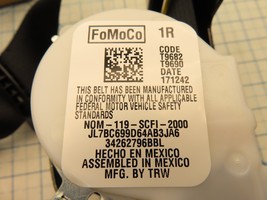 FoMoCo 1R
CODE
T9682
T9690
DATE
171242
THIS BELT HAS BEEN MANUFACTURED
IN CONFORMITY WITH ALL APPLICABLE
FEDERAL MOTOR VEHICLE SAFETY
STANDARDS
NOM-119-SCFI-2000
JL7BC699D64AB3JA6
34262796BBL
HECHO EN MEXICO
ASSEMBLED IN MEXICO
MFG. BY TRW